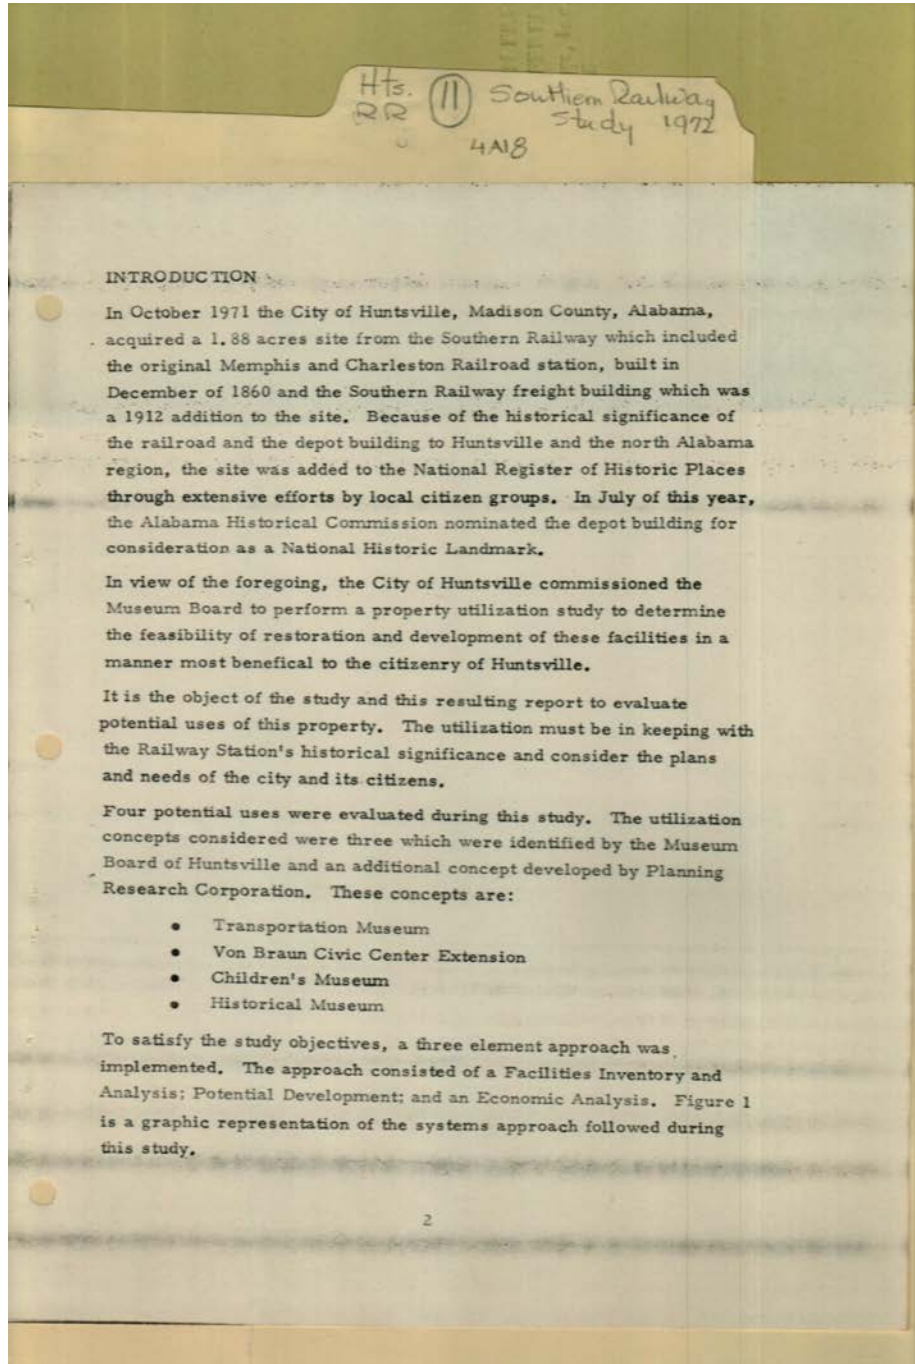 Hts. (11) Southern Railway
RR Study 1972
4A18
INTRODUCTION
In October 1971 the City of Huntsville, Madison County, Alabama,
acquired a 1.88 acres site from the Southern Railway which included
the original Memphis and Charleston Railroad station, built in
December of 1860 and the Southern Railway freight building which was
a 1912 addition to the site. Because of the historical significance of
the railroad and the depot building to Huntsville and the north Alabama
region, the site was added to the National Register of Historic Places
through extensive efforts by local citizen groups. In July of this year,
the Alabama Historical Commission nominated the depot building for
consideration as a National Historic Landmark.
In view of the foregoing, the City of Huntsville commissioned the
Museum Board to perform a property utilization study to determine
the feasibility of restoration and development of these facilities in a
manner most benefical to the citizenry of Huntsville.
It is the object of the study and this resulting report to evaluate
potential uses of this property. The utilization must be in keeping with
the Railway Station's historical significance and consider the plans
and needs of the city and its citizens.
Four potential uses were evaluated during this study. The utilization
concepts considered were three which were identified by the Museum
Board of Huntsville and an additional concept developed by Planning
Research Corporation. These concepts are:
• Transportation Museum
• Von Braun Civic Center Extension
• Children's Museum
• Historical Museum
To satisfy the study objectives, a three element approach was
implemented. The approach consisted of a Facilities Inventory and
Analysis; Potential Development; and an Economic Analysis. Figure 1
is a graphic representation of the systems approach followed during
this study.
2